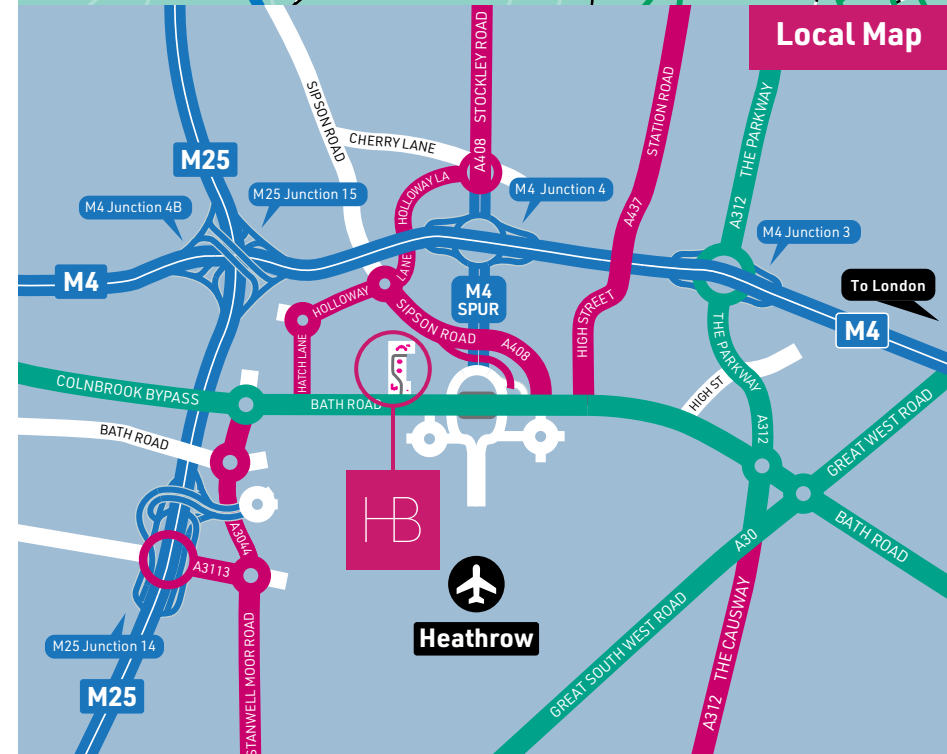 Local Map
STOCKLEY ROAD
A408
STATION ROAD
A437
HIGH STREET
THE PARKWAY
A312
SIPSON ROAD
CHERRY LANE
M25
M25 Junction 15
M4 Junction 4B
HOLLOWAY LA
M4 Junction 4
M4 Junction 3
M4
LANE
HOLLOWAY
M4
SPUR
To London
M4
SIPSON ROAD
A408
HATCH LANE
THE PARKWAY
A312
HIGH ST
COLNBROOK BYPASS
BATH ROAD
BATH ROAD
GREAT WEST ROAD
HB
A30
BATH ROAD
A3044
A3113
Heathrow
M25 Junction 14
M25
STANWELL MOOR ROAD
GREAT SOUTH WEST ROAD
A312 THE CAUSWAY